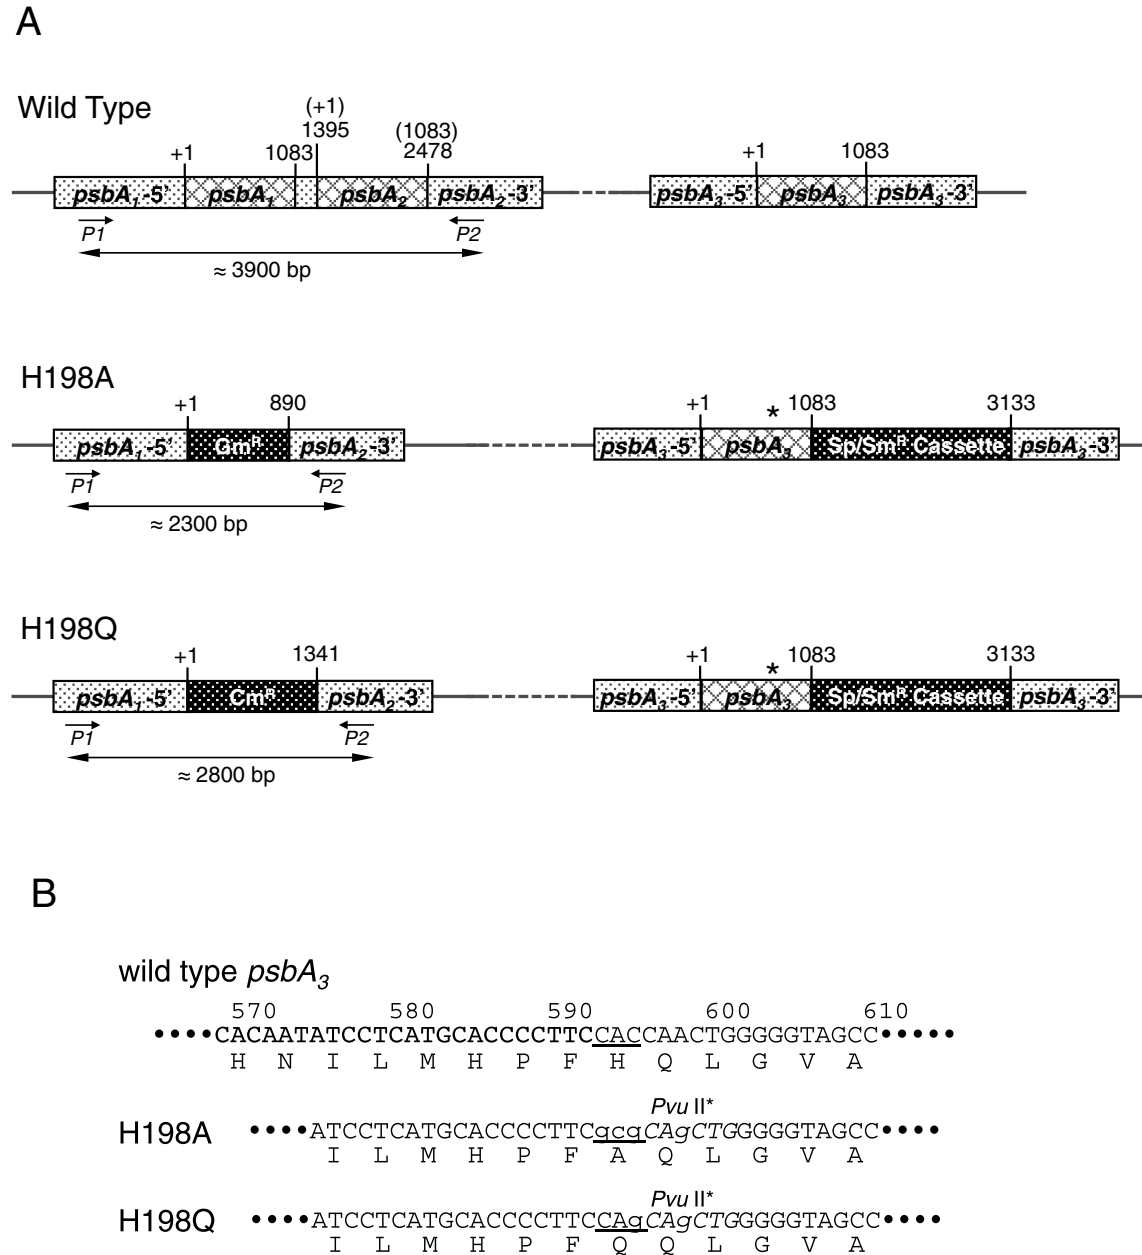 A
Wild Type
(+1)
1395
(1083)
+1 1083 2478 +1 1083
psbA1-5' psbA1 psbA2 psbA2-3' psbA3-5' psbA3 psbA3-3'
P1 P2
≈ 3900 bp
H198A
+1 890 +1 * 1083 3133
psbA1-5' GmR psbA2-3' psbA3-5' psbA3 Sp/SmR Cassette psbA3-3'
P1 P2
≈ 2300 bp
H198Q
+1 1341 +1 * 1083 3133
psbA1-5' CmR psbA2-3' psbA3-5' psbA3 Sp/SmR Cassette psbA3-3'
P1 P2
≈ 2800 bp
B
wild type psbA3
570 580 590 600 610
••••CACAATATCCTCATGCACCCCTTCCACCAACTGGGGGTAGCC•••••
H N I L M H P F H Q L G V A
Pvu II*
H198A ••••ATCCTCATGCACCCCTTCgcgCAgCTGGGGGTAGCC••••
I L M H P F A Q L G V A
Pvu II*
H198Q ••••ATCCTCATGCACCCCTTCCAgCAgCTGGGGGTAGCC••••
I L M H P F Q Q L G V A